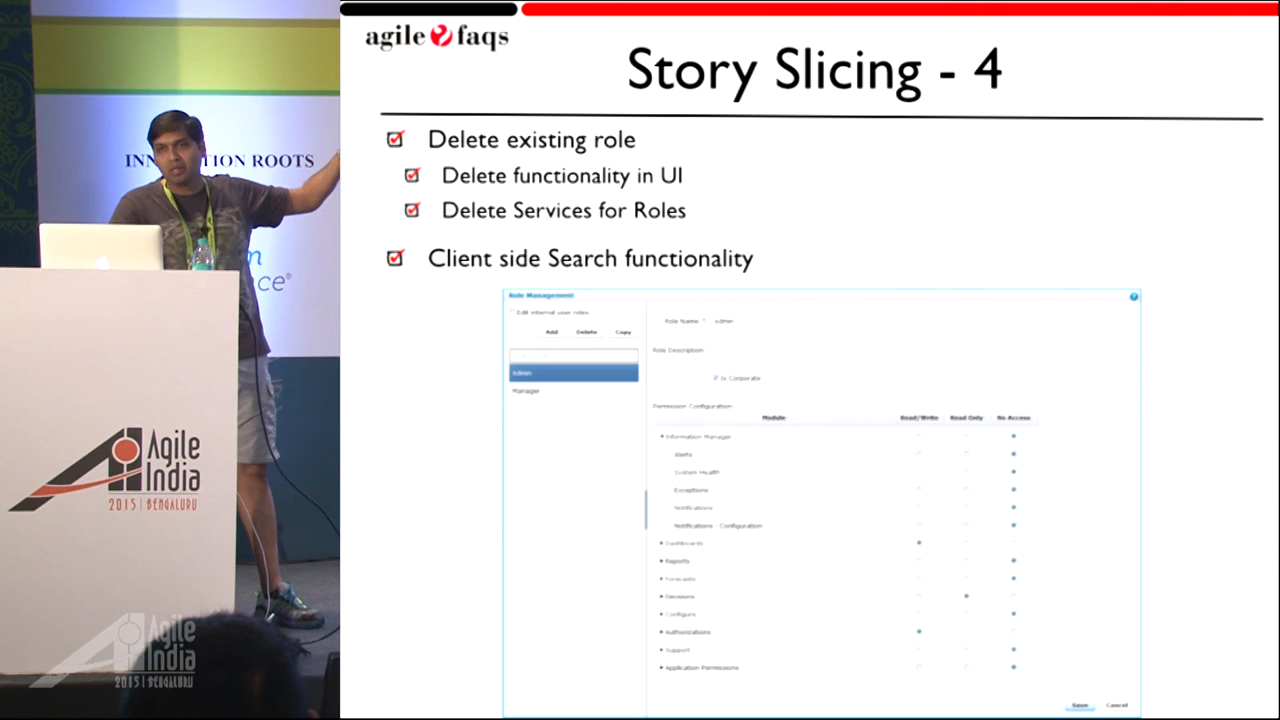 agile faqs
Story Slicing - 4
Delete existing role
Delete functionality in UI
Delete Services for Roles
Client side Search functionality
Role Management
Edit internal user roles
Add Delete Copy
Admin
Manager
Role Name * Admin
Role Description
Is Corporate
Permission Configuration
Module Read/Write Read Only No Access
Information Manager
Alerts
System Health
Exceptions
Notifications
Notifications - Configuration
Dashboards
Reports
Forecasts
Decisions
Configure
Authorizations
Support
Application Permissions
Save Cancel
ROOTS
Agile
India
2015 | BENGALURU
Agile
India
2015 | BENGALURU